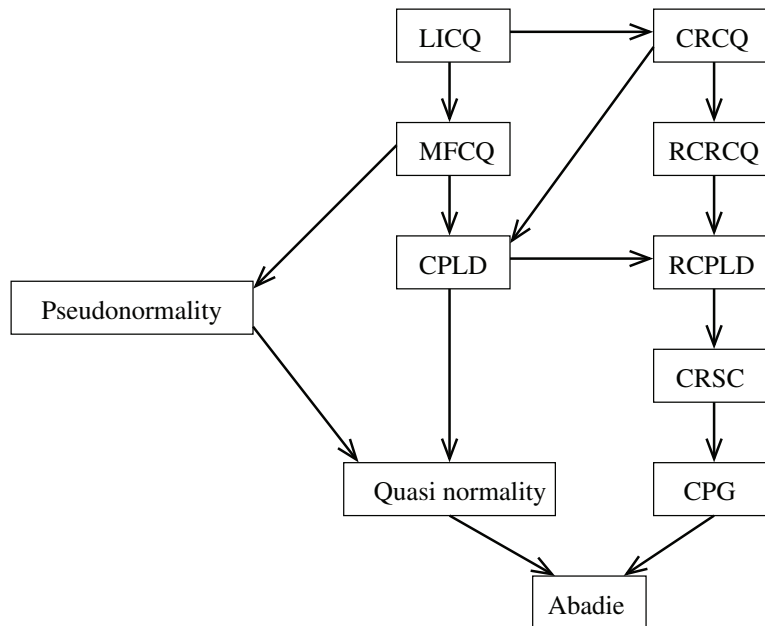 LICQ
CRCQ
MFCQ
RCRCQ
CPLD
RCPLD
Pseudonormality
CRSC
Quasi normality
CPG
Abadie